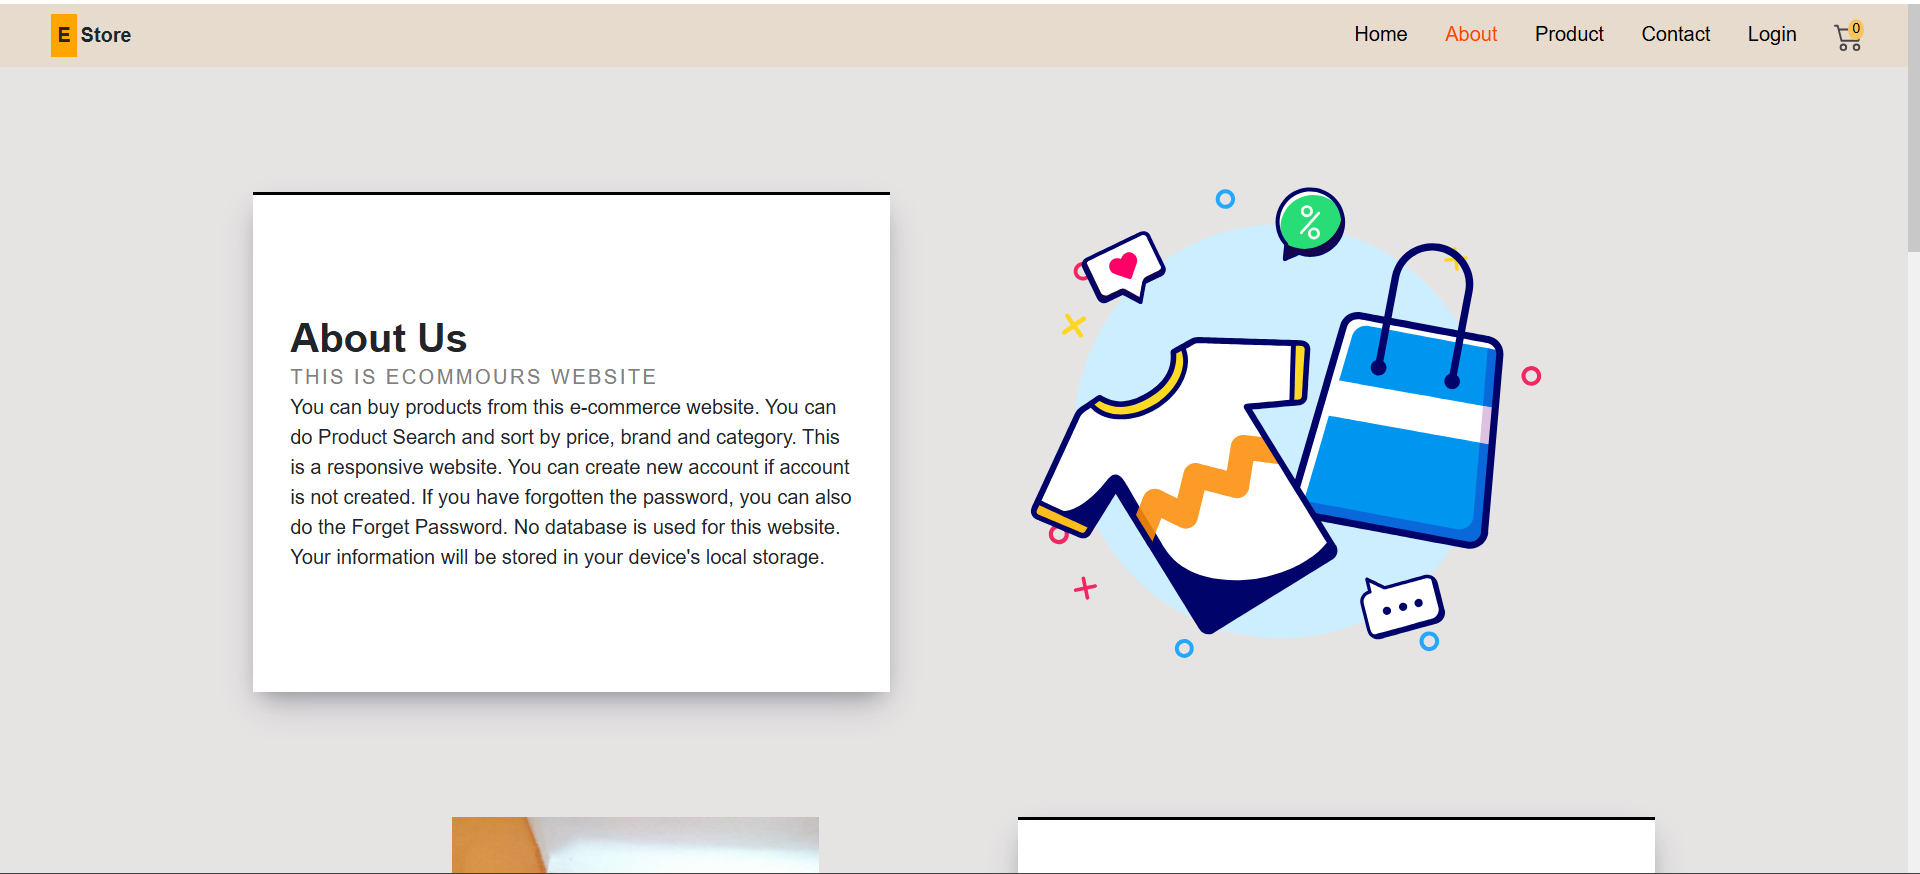 E Store
Home About Product Contact Login 0
%
About Us
THIS IS ECOMMOURS WEBSITE
You can buy products from this e-commerce website. You can
do Product Search and sort by price, brand and category. This
is a responsive website. You can create new account if account
is not created. If you have forgotten the password, you can also
do the Forget Password. No database is used for this website.
Your information will be stored in your device's local storage.